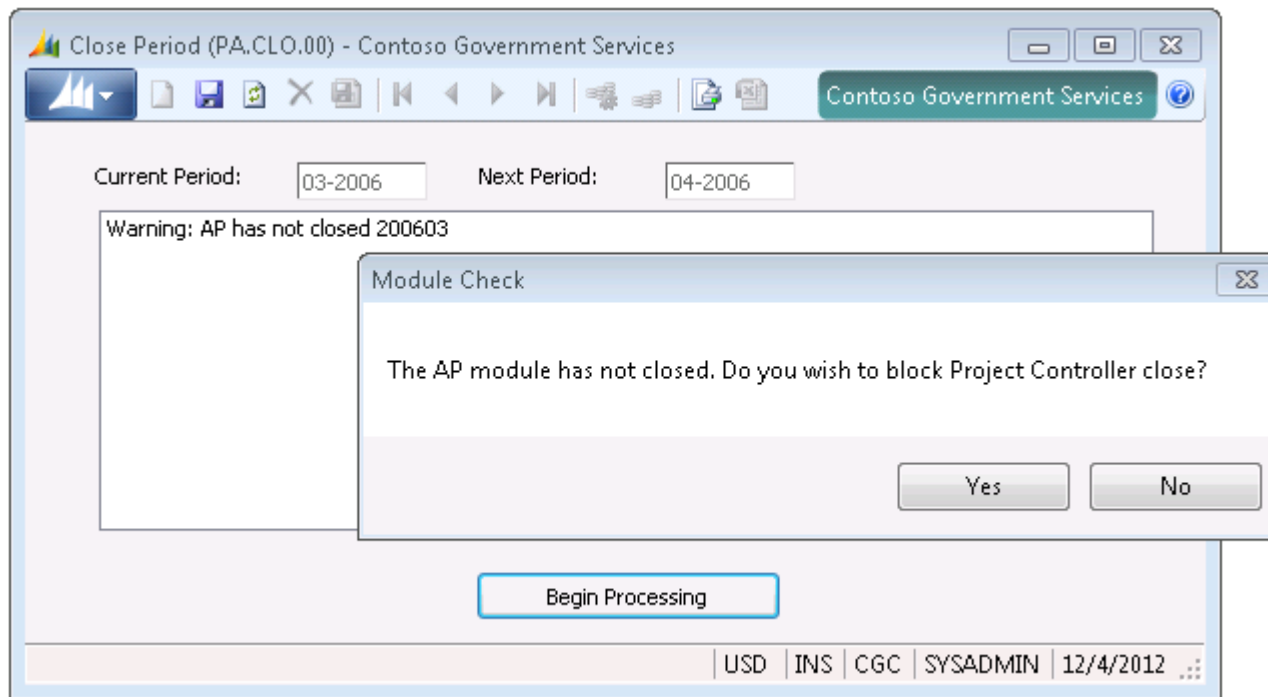 Close Period (PA.CLO.00) - Contoso Government Services
Contoso Government Services
Current Period: 03-2006 Next Period: 04-2006
Warning: AP has not closed 200603
Module Check
The AP module has not closed. Do you wish to block Project Controller close?
Yes No
Begin Processing
USD INS CGC SYSADMIN 12/4/2012